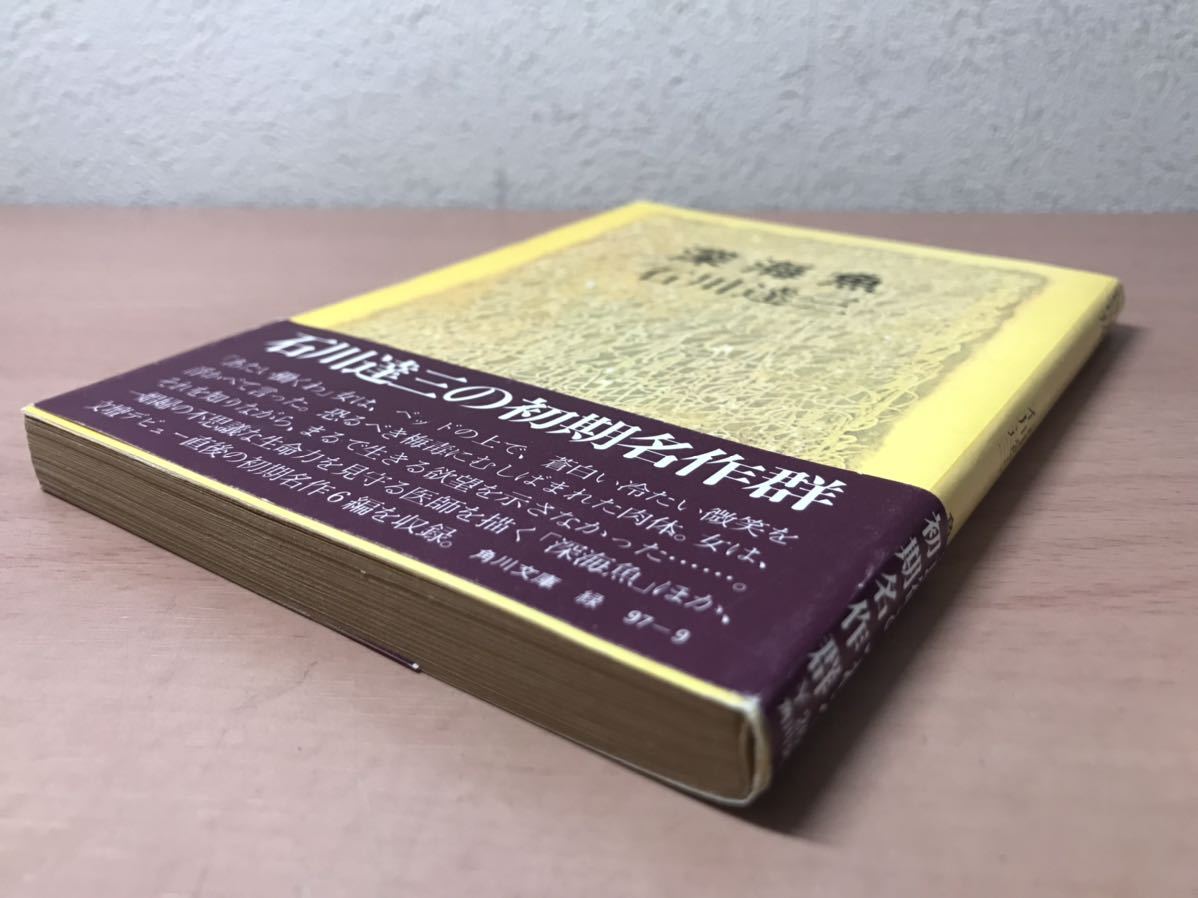 深海魚
石川達三
石川達三の初期名作群
「あたい働くわ」女は、ベッドの上で、蒼白い冷たい微笑を
浮かべて言った。恐るべき梅毒にむしばまれた肉体。女は、
それを知りながら、まるで生きる欲望を示さなかった……。
の不思議な生命力を見守る医師を描く「深海魚」ほか、
文壇デビュー直後の初期名作6編を収録。
角川文庫 緑 97-9
初期名作群